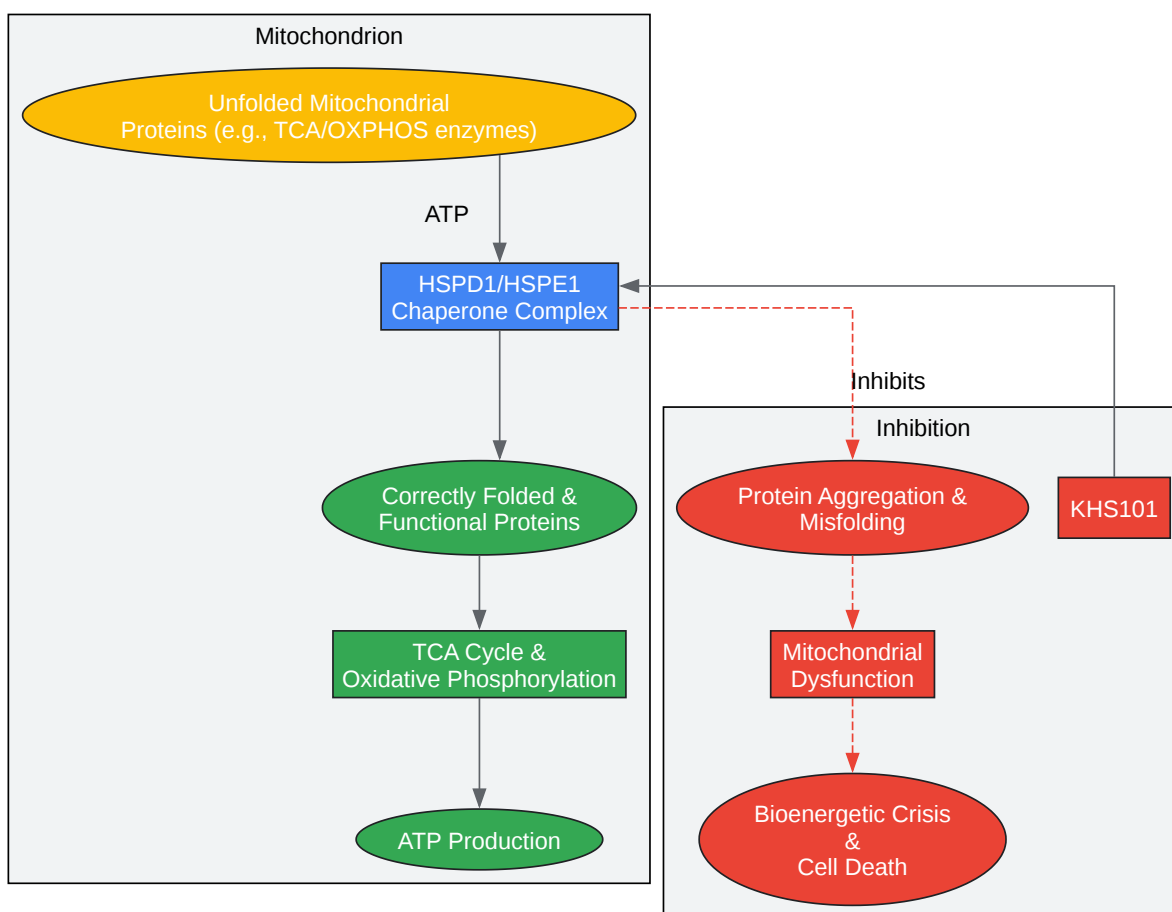 Mitochondrion
Unfolded Mitochondrial
Proteins (e.g., TCA/OXPHOS enzymes)
ATP
HSPD1/HSPE1
Chaperone Complex
Inhibits
Inhibition
Correctly Folded &
Functional Proteins
Protein Aggregation &
Misfolding
KHS101
TCA Cycle &
Oxidative Phosphorylation
Mitochondrial
Dysfunction
ATP Production
Bioenergetic Crisis
&
Cell Death